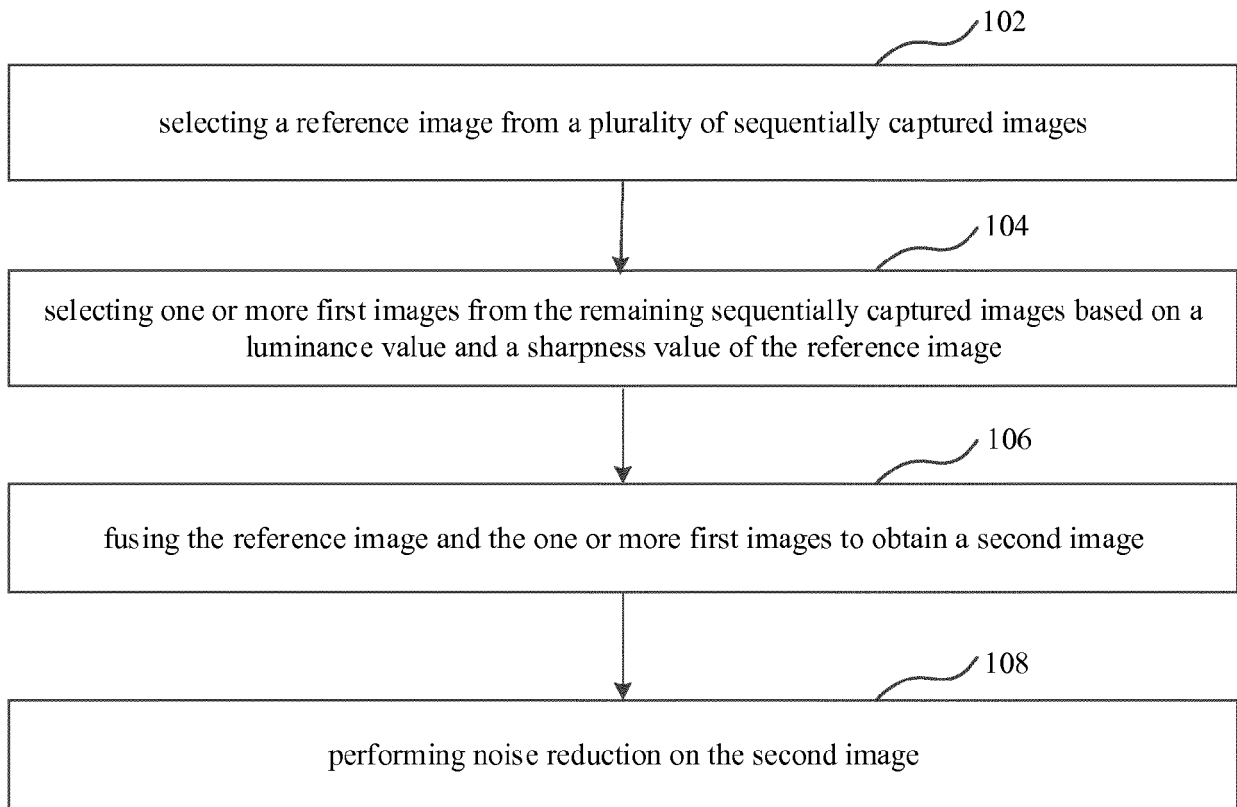 102
selecting a reference image from a plurality of sequentially captured images
104
selecting one or more first images from the remaining sequentially captured images based on a
luminance value and a sharpness value of the reference image
106
fusing the reference image and the one or more first images to obtain a second image
108
performing noise reduction on the second image